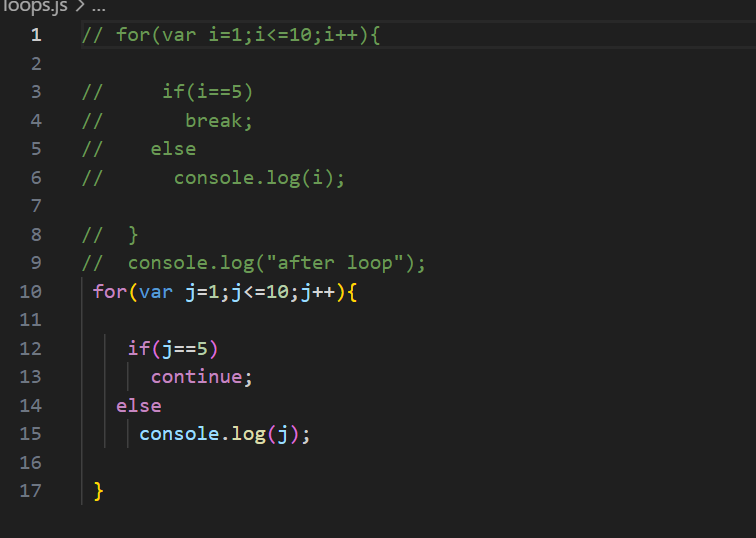 loops.js > ...
1 // for(var i=1;i<=10;i++){
2
3 //     if(i==5)
4 //       break;
5 //    else
6 //      console.log(i);
7
8 //  }
9 //  console.log("after loop");
10 for(var j=1;j<=10;j++){
11
12    if(j==5)
13      continue;
14   else
15     console.log(j);
16
17 }